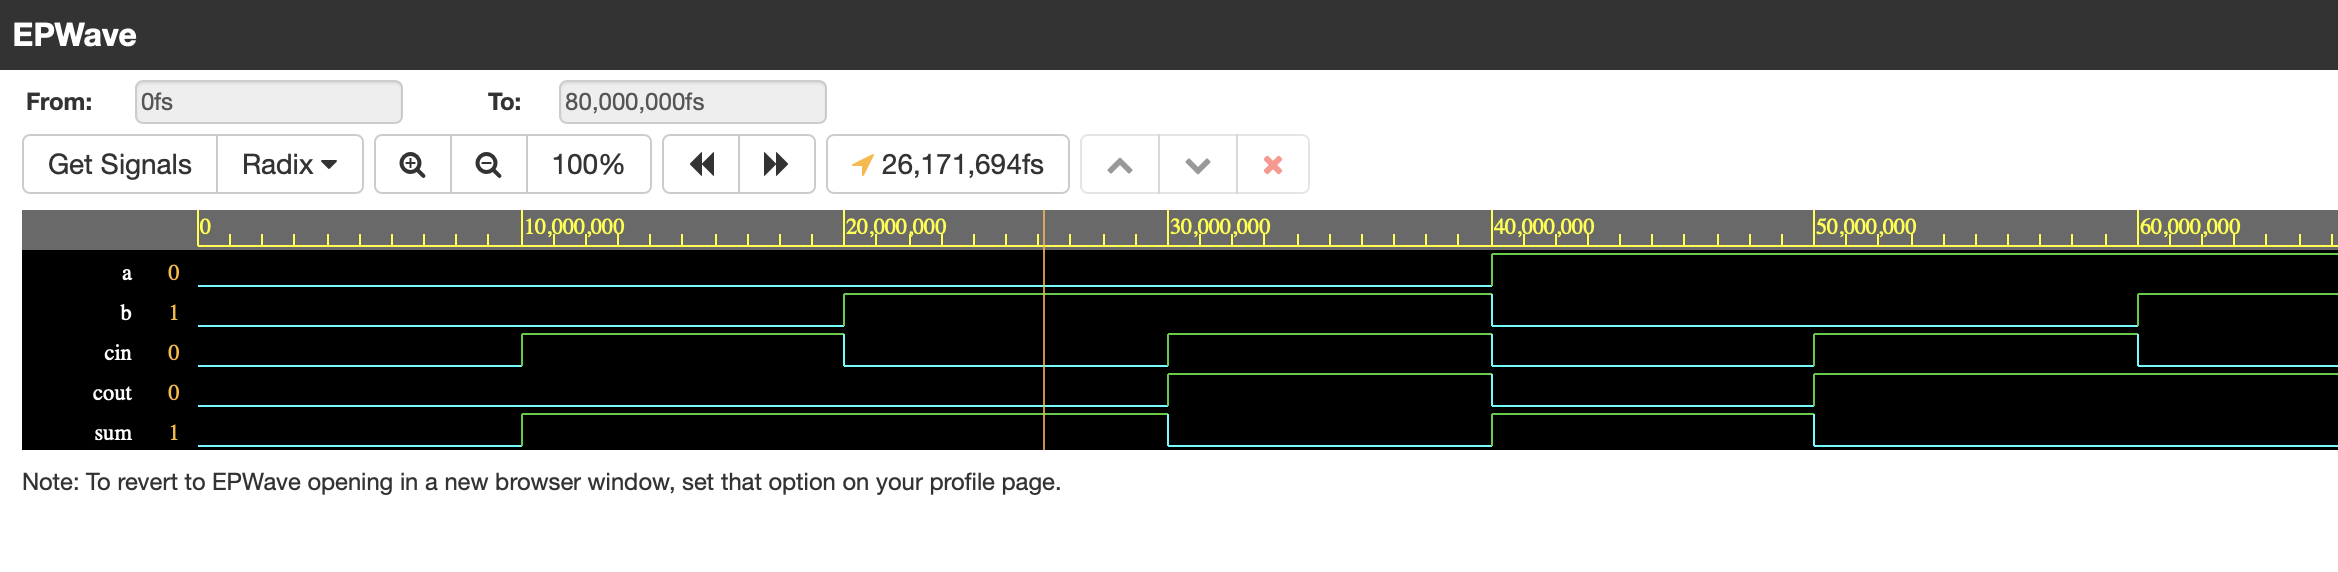 EPWave
From: 0fs To: 80,000,000fs
Get Signals Radix 100% 26,171,694fs
0 10,000,000 20,000,000 30,000,000 40,000,000 50,000,000 60,000,000
a 0
b 1
cin 0
cout 0
sum 1
Note: To revert to EPWave opening in a new browser window, set that option on your profile page.